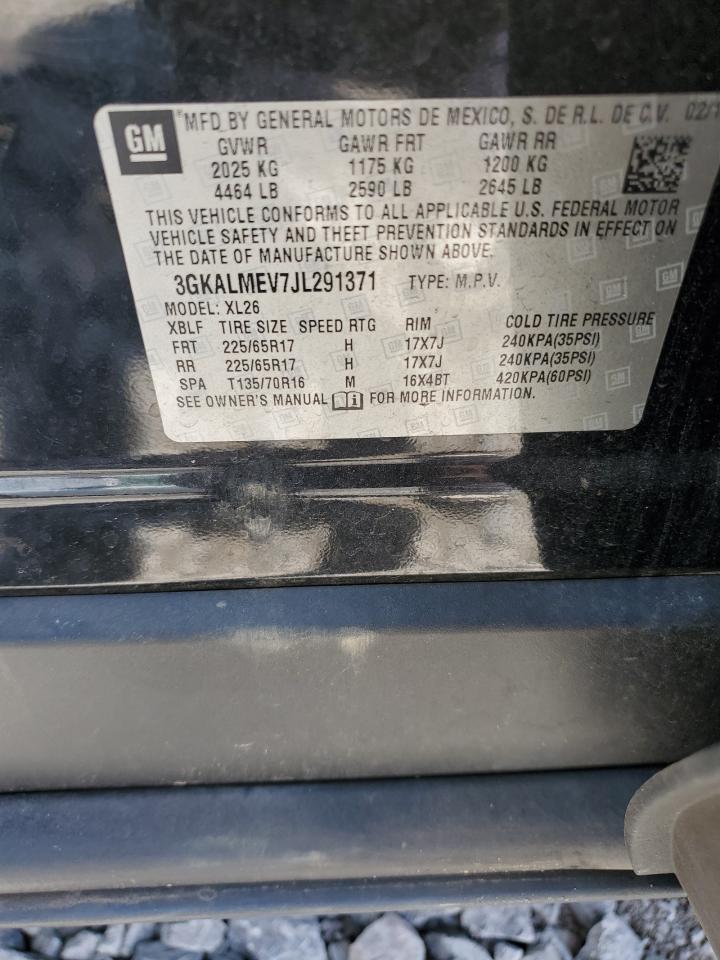 GM
MFD BY GENERAL MOTORS DE MEXICO, S. DE R.L. DE C.V.
GVWR GAWR FRT GAWR RR
2025 KG 1175 KG 1200 KG
4464 LB 2590 LB 2645 LB
THIS VEHICLE CONFORMS TO ALL APPLICABLE U.S. FEDERAL MOTOR
VEHICLE SAFETY AND THEFT PREVENTION STANDARDS IN EFFECT ON
THE DATE OF MANUFACTURE SHOWN ABOVE.
3GKALMEV7JL291371 TYPE: M.P.V.
MODEL: XL26
XBLF TIRE SIZE SPEED RTG RIM COLD TIRE PRESSURE
FRT 225/65R17 H 17X7J 240KPA(35PSI)
RR 225/65R17 H 17X7J 240KPA(35PSI)
SPA T135/70R16 M 16X4BT 420KPA(60PSI)
SEE OWNER'S MANUAL FOR MORE INFORMATION.